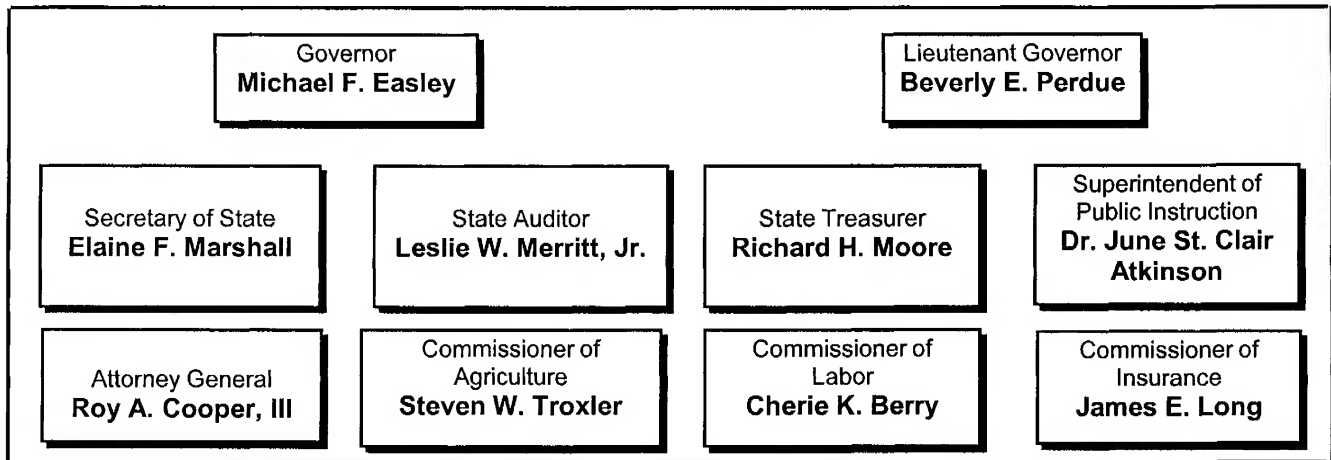 Governor
Michael F. Easley
Lieutenant Governor
Beverly E. Perdue
Secretary of State
Elaine F. Marshall
State Auditor
Leslie W. Merritt, Jr.
State Treasurer
Richard H. Moore
Superintendent of
Public Instruction
Dr. June St. Clair
Atkinson
Attorney General
Roy A. Cooper, III
Commissioner of
Agriculture
Steven W. Troxler
Commissioner of
Labor
Cherie K. Berry
Commissioner of
Insurance
James E. Long